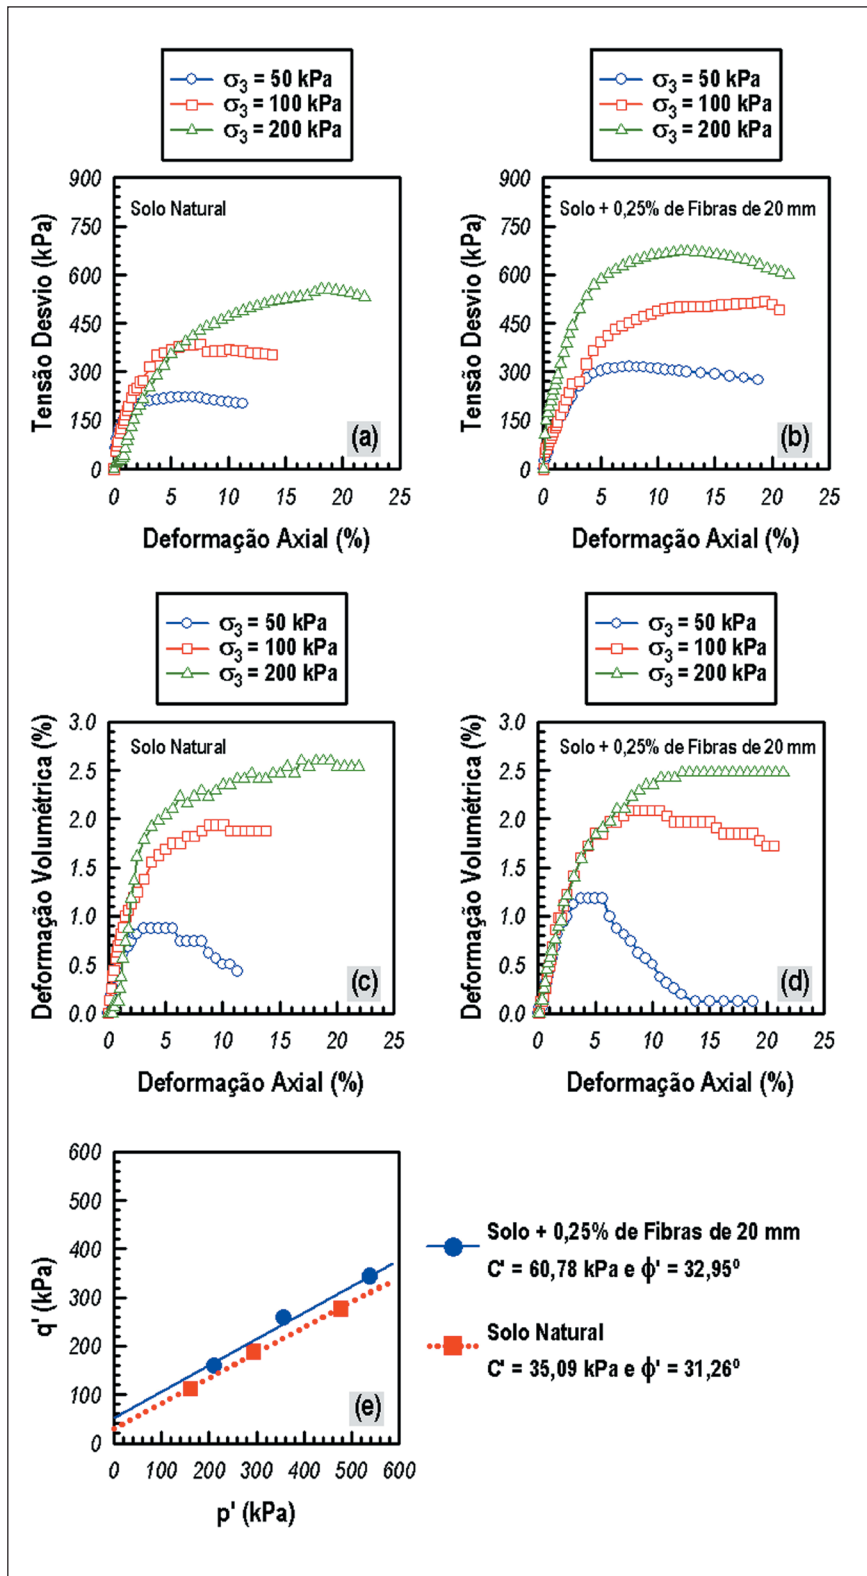 σ3 = 50 kPa
σ3 = 100 kPa
σ3 = 200 kPa
σ3 = 50 kPa
σ3 = 100 kPa
σ3 = 200 kPa
900
750
600
450
300
150
0
Tensão Desvio (kPa)
Solo Natural
(a)
0 5 10 15 20 25
Deformação Axial (%)
900
750
600
450
300
150
0
Tensão Desvio (kPa)
Solo + 0,25% de Fibras de 20 mm
(b)
0 5 10 15 20 25
Deformação Axial (%)
σ3 = 50 kPa
σ3 = 100 kPa
σ3 = 200 kPa
σ3 = 50 kPa
σ3 = 100 kPa
σ3 = 200 kPa
3.0
2.5
2.0
1.5
1.0
0.5
0.0
Deformação Volumétrica (%)
Solo Natural
(c)
0 5 10 15 20 25
Deformação Axial (%)
3.0
2.5
2.0
1.5
1.0
0.5
0.0
Deformação Volumétrica (%)
Solo + 0,25% de Fibras de 20 mm
(d)
0 5 10 15 20 25
Deformação Axial (%)
600
500
400
300
200
100
0
q' (kPa)
(e)
0 100 200 300 400 500 600
p' (kPa)
Solo + 0,25% de Fibras de 20 mm
C' = 60,78 kPa e ϕ' = 32,95º
Solo Natural
C' = 35,09 kPa e ϕ' = 31,26º